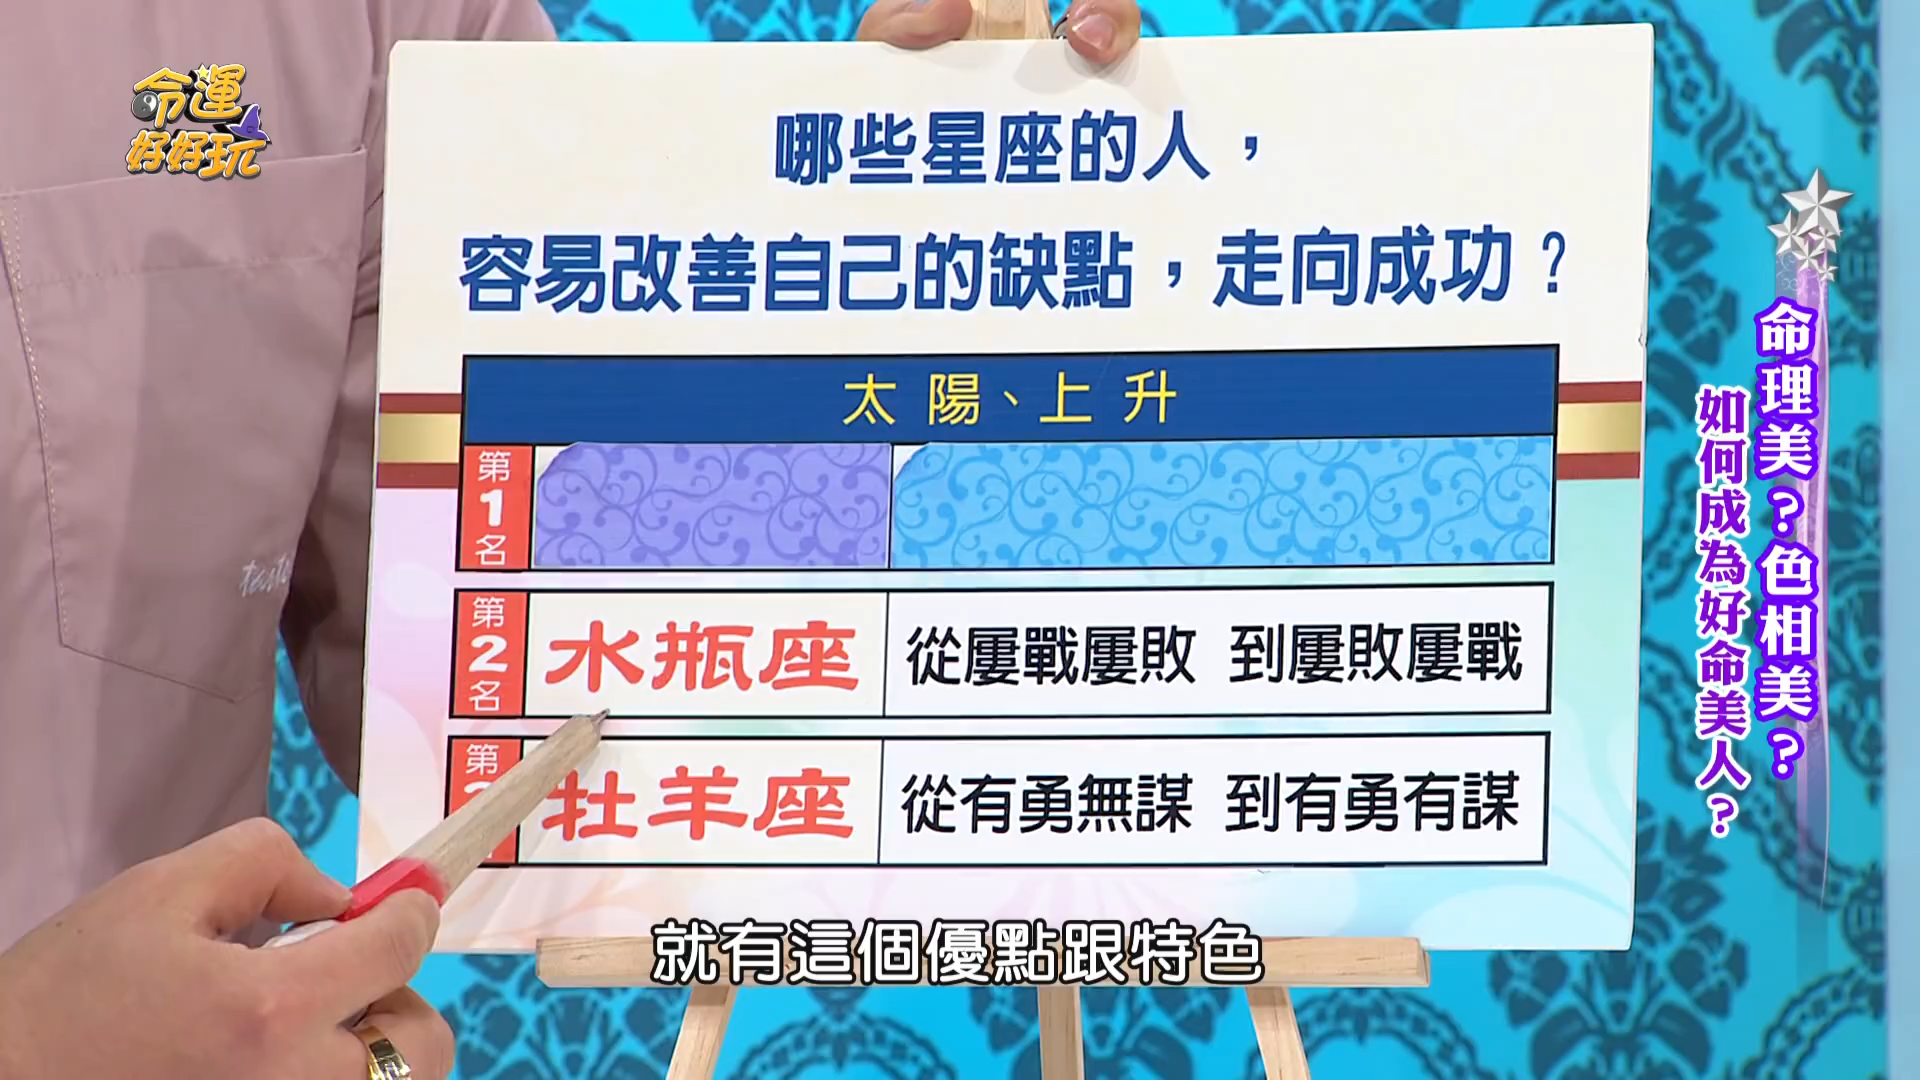 命運
好好玩
哪些星座的人，
容易改善自己的缺點，走向成功？
太陽、上升
第1名
第2名 水瓶座 從屢戰屢敗 到屢敗屢戰
第 牡羊座 從有勇無謀 到有勇有謀
命理美？色相美？
如何成為好命美人？
就有這個優點跟特色